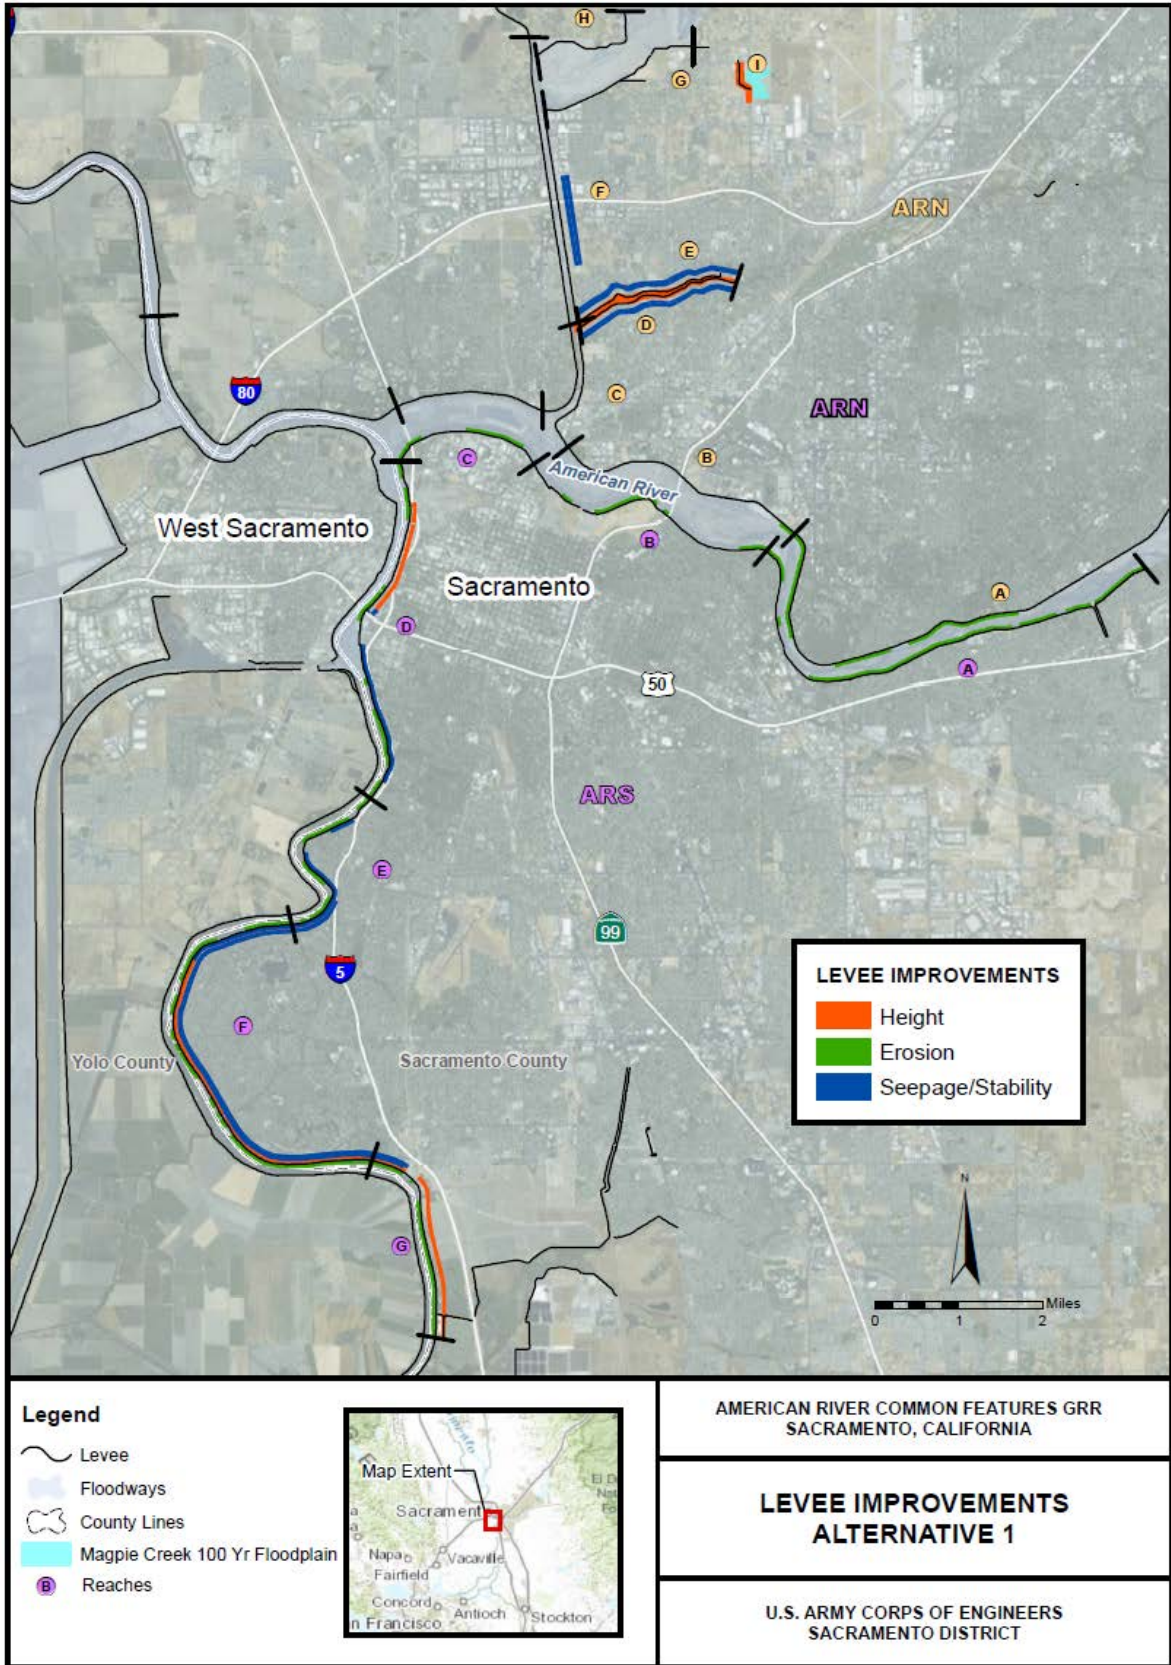 H
I
G
F
ARN
E
D
80
C
ARN
C
B
American River
West Sacramento
B
Sacramento
A
D
A
50
ARS
E
99
LEVEE IMPROVEMENTS
5
Height
F
Erosion
Yolo County
Sacramento County
Seepage/Stability
N
G
Miles
0 1 2
Legend
Levee
Floodways
County Lines
Magpie Creek 100 Yr Floodplain
B Reaches
Map Extent
Sacrament
Napa
Vacaville
Fairfield
Concord
Antioch
Stockton
n Francisco
El D
Na
Fo
AMERICAN RIVER COMMON FEATURES GRR
SACRAMENTO, CALIFORNIA
LEVEE IMPROVEMENTS
ALTERNATIVE 1
U.S. ARMY CORPS OF ENGINEERS
SACRAMENTO DISTRICT